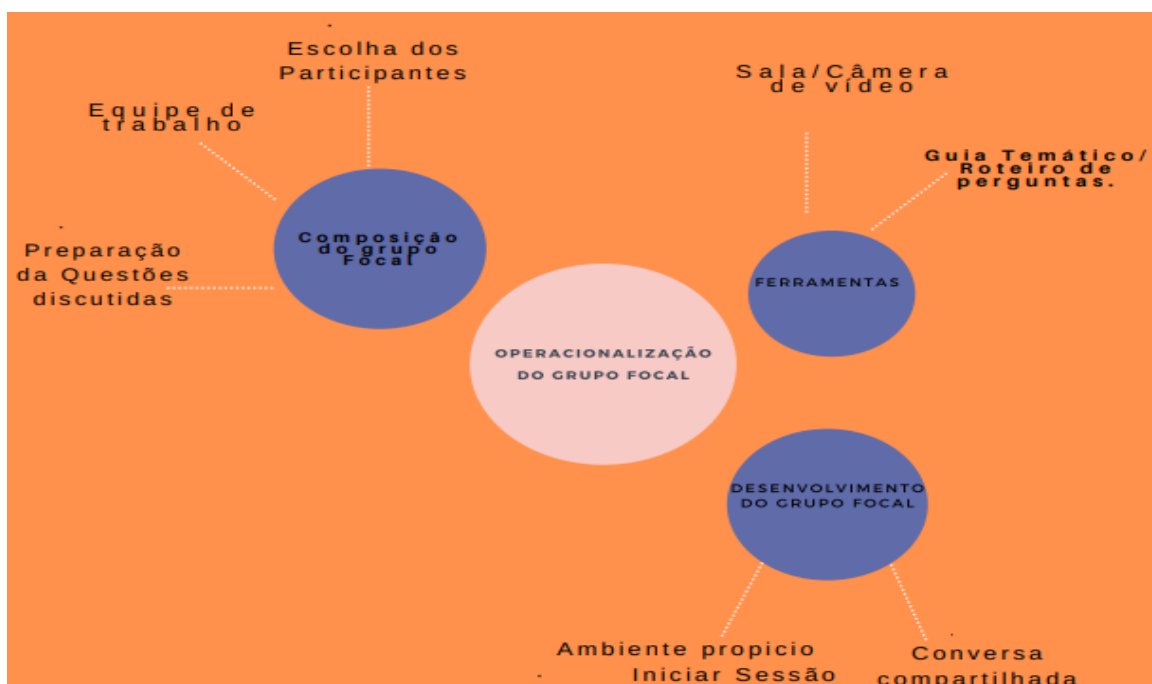 Escolha dos
Participantes
Equipe de
trabalho
Preparação
da Questões
discutidas
Composição
do grupo
Focal
Sala/Câmera
de vídeo
Guia Temático/
Roteiro de
perguntas.
FERRAMENTAS
OPERACIONALIZAÇÃO
DO GRUPO FOCAL
DESENVOLVIMENTO
DO GRUPO FOCAL
Ambiente propicio
Iniciar Sessão
Conversa
compartilhada